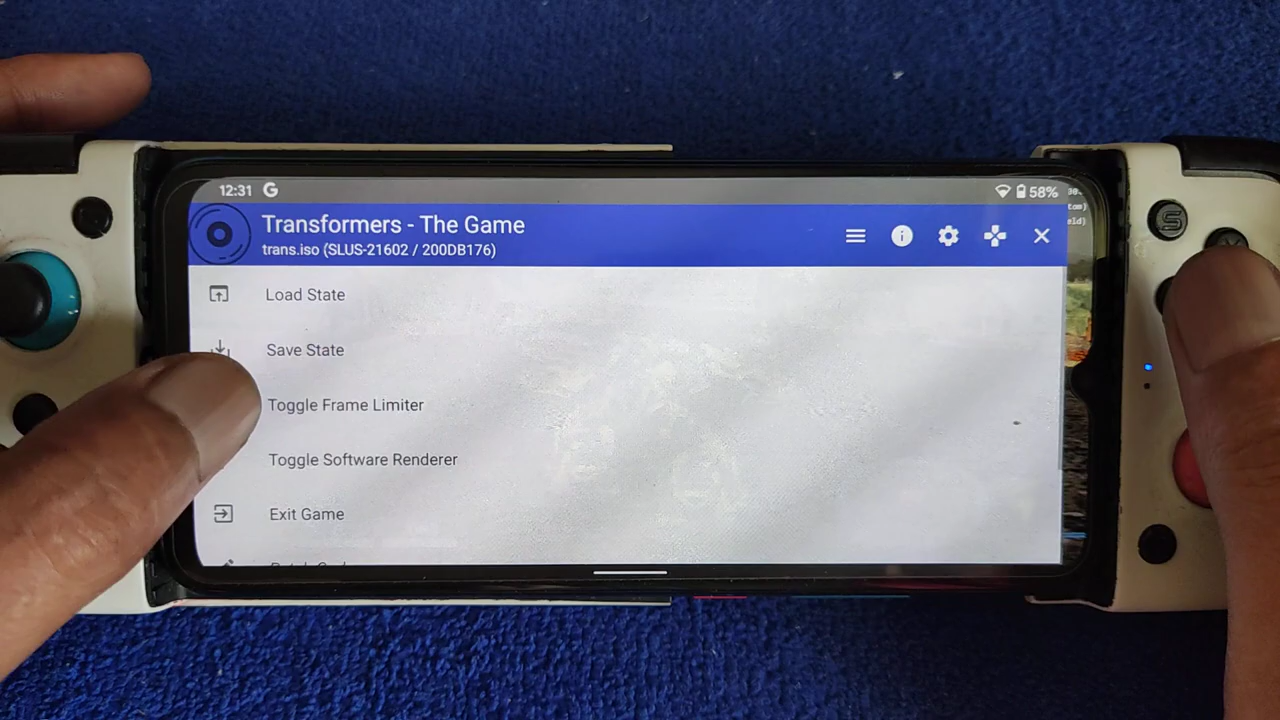 12:31 G
58%
Transformers - The Game
trans.iso (SLUS-21602 / 200DB176)
Load State
Save State
Toggle Frame Limiter
Toggle Software Renderer
Exit Game
S